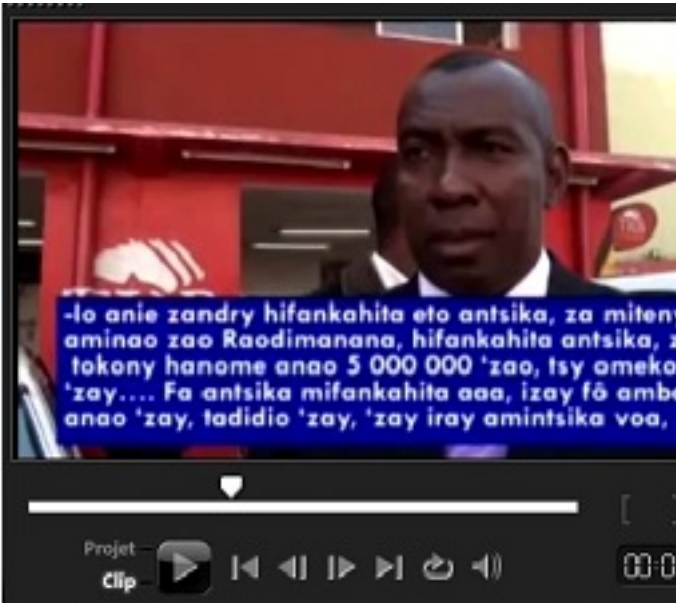 -Io anie zandry hifankahita eto antsika, za miteny
aminao zao Raodimanana, hifankahita antsika, z
tokony hanome anao 5 000 000 'zao, tsy omeko
'zay.... Fa antsika mifankahita aaa, izay fô amba
anao 'zay, tadidio 'zay, 'zay iray amintsika voa,
Projet
Clip